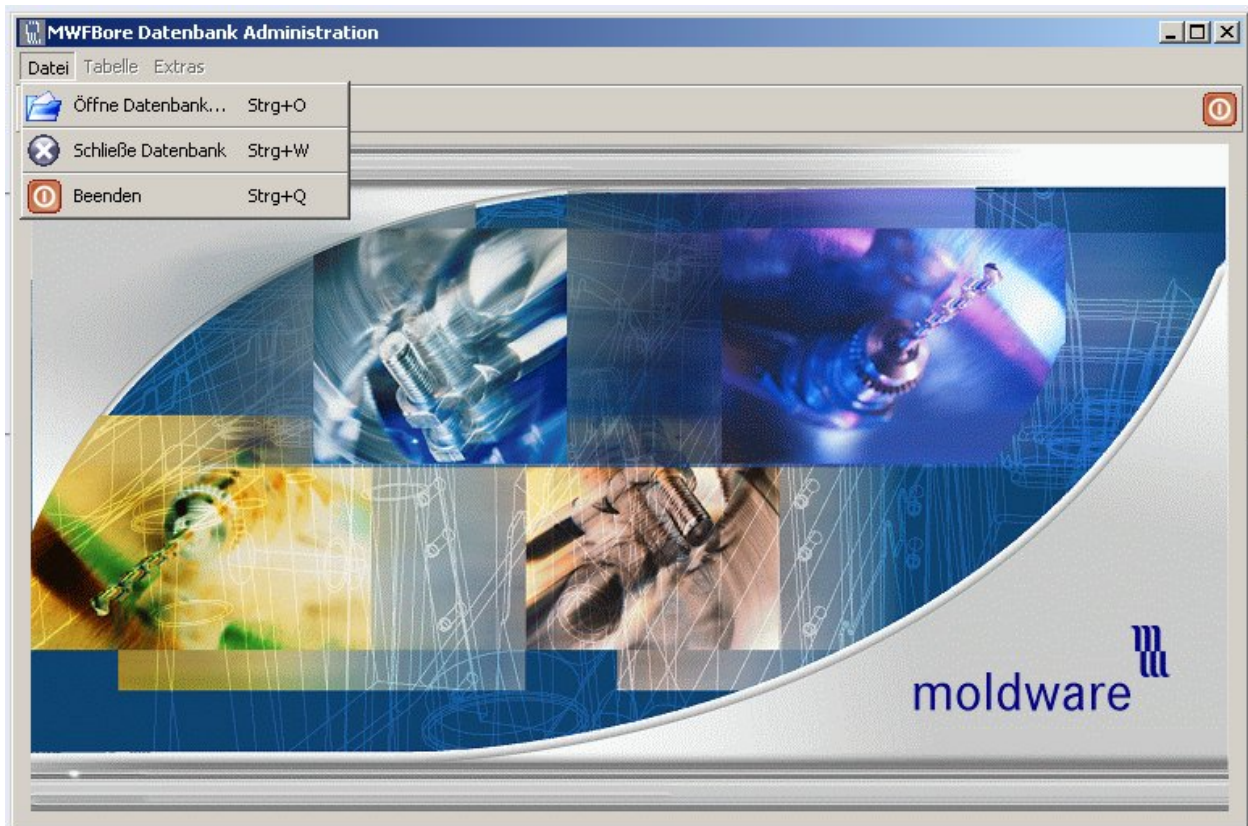 MWFBore Datenbank Administration
Datei Tabelle Extras
Öffne Datenbank... Strg+O
Schließe Datenbank Strg+W
Beenden Strg+Q
moldware